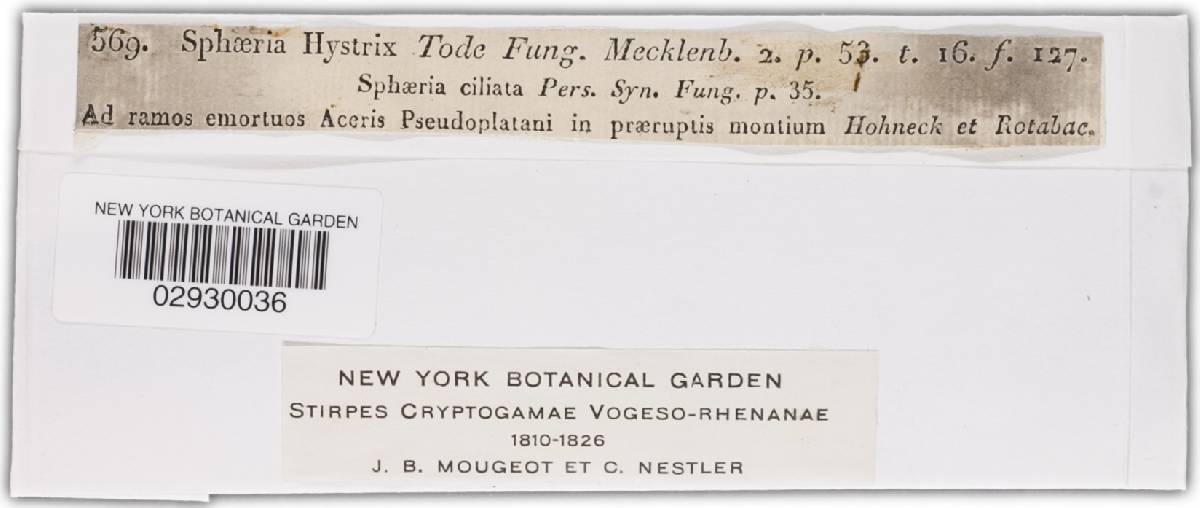 569. Sphæria Hystrix Tode Fung. Mecklenb. 2. p. 53. t. 16. f. 127.
Sphæria ciliata Pers. Syn. Fung. p. 35.
Ad ramos emortuos Aceris Pseudoplatani in præruptis montium Hohneck et Rotabac.
NEW YORK BOTANICAL GARDEN
02930036
NEW YORK BOTANICAL GARDEN
STIRPES CRYPTOGAMAE VOGESO-RHENANAE
1810-1826
J. B. MOUGEOT ET C. NESTLER